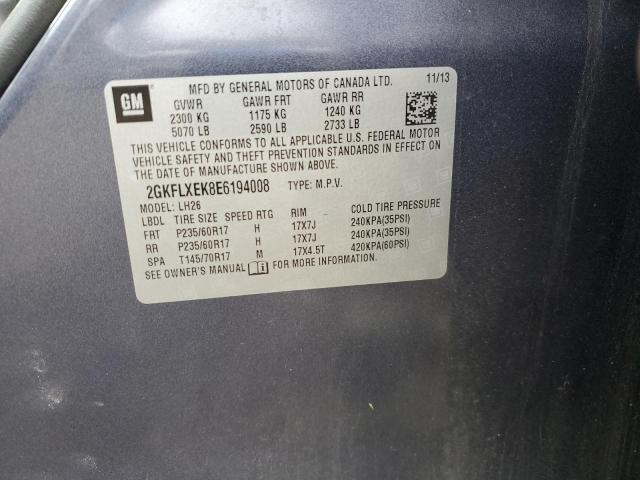 GM
MFD BY GENERAL MOTORS OF CANADA LTD. 11/13
GVWR GAWR FRT GAWR RR
2300 KG 1175 KG 1240 KG
5070 LB 2590 LB 2733 LB
THIS VEHICLE CONFORMS TO ALL APPLICABLE U.S. FEDERAL MOTOR
VEHICLE SAFETY AND THEFT PREVENTION STANDARDS IN EFFECT ON
THE DATE OF MANUFACTURE SHOWN ABOVE.
2GKFLXEK8E6194008 TYPE: M.P.V.
MODEL: LH26
LBDL TIRE SIZE SPEED RTG RIM COLD TIRE PRESSURE
FRT P235/60R17 H 17X7J 240KPA(35PSI)
RR P235/60R17 H 17X7J 240KPA(35PSI)
SPA T145/70R17 M 17X4.5T 420KPA(60PSI)
SEE OWNER'S MANUAL FOR MORE INFORMATION.